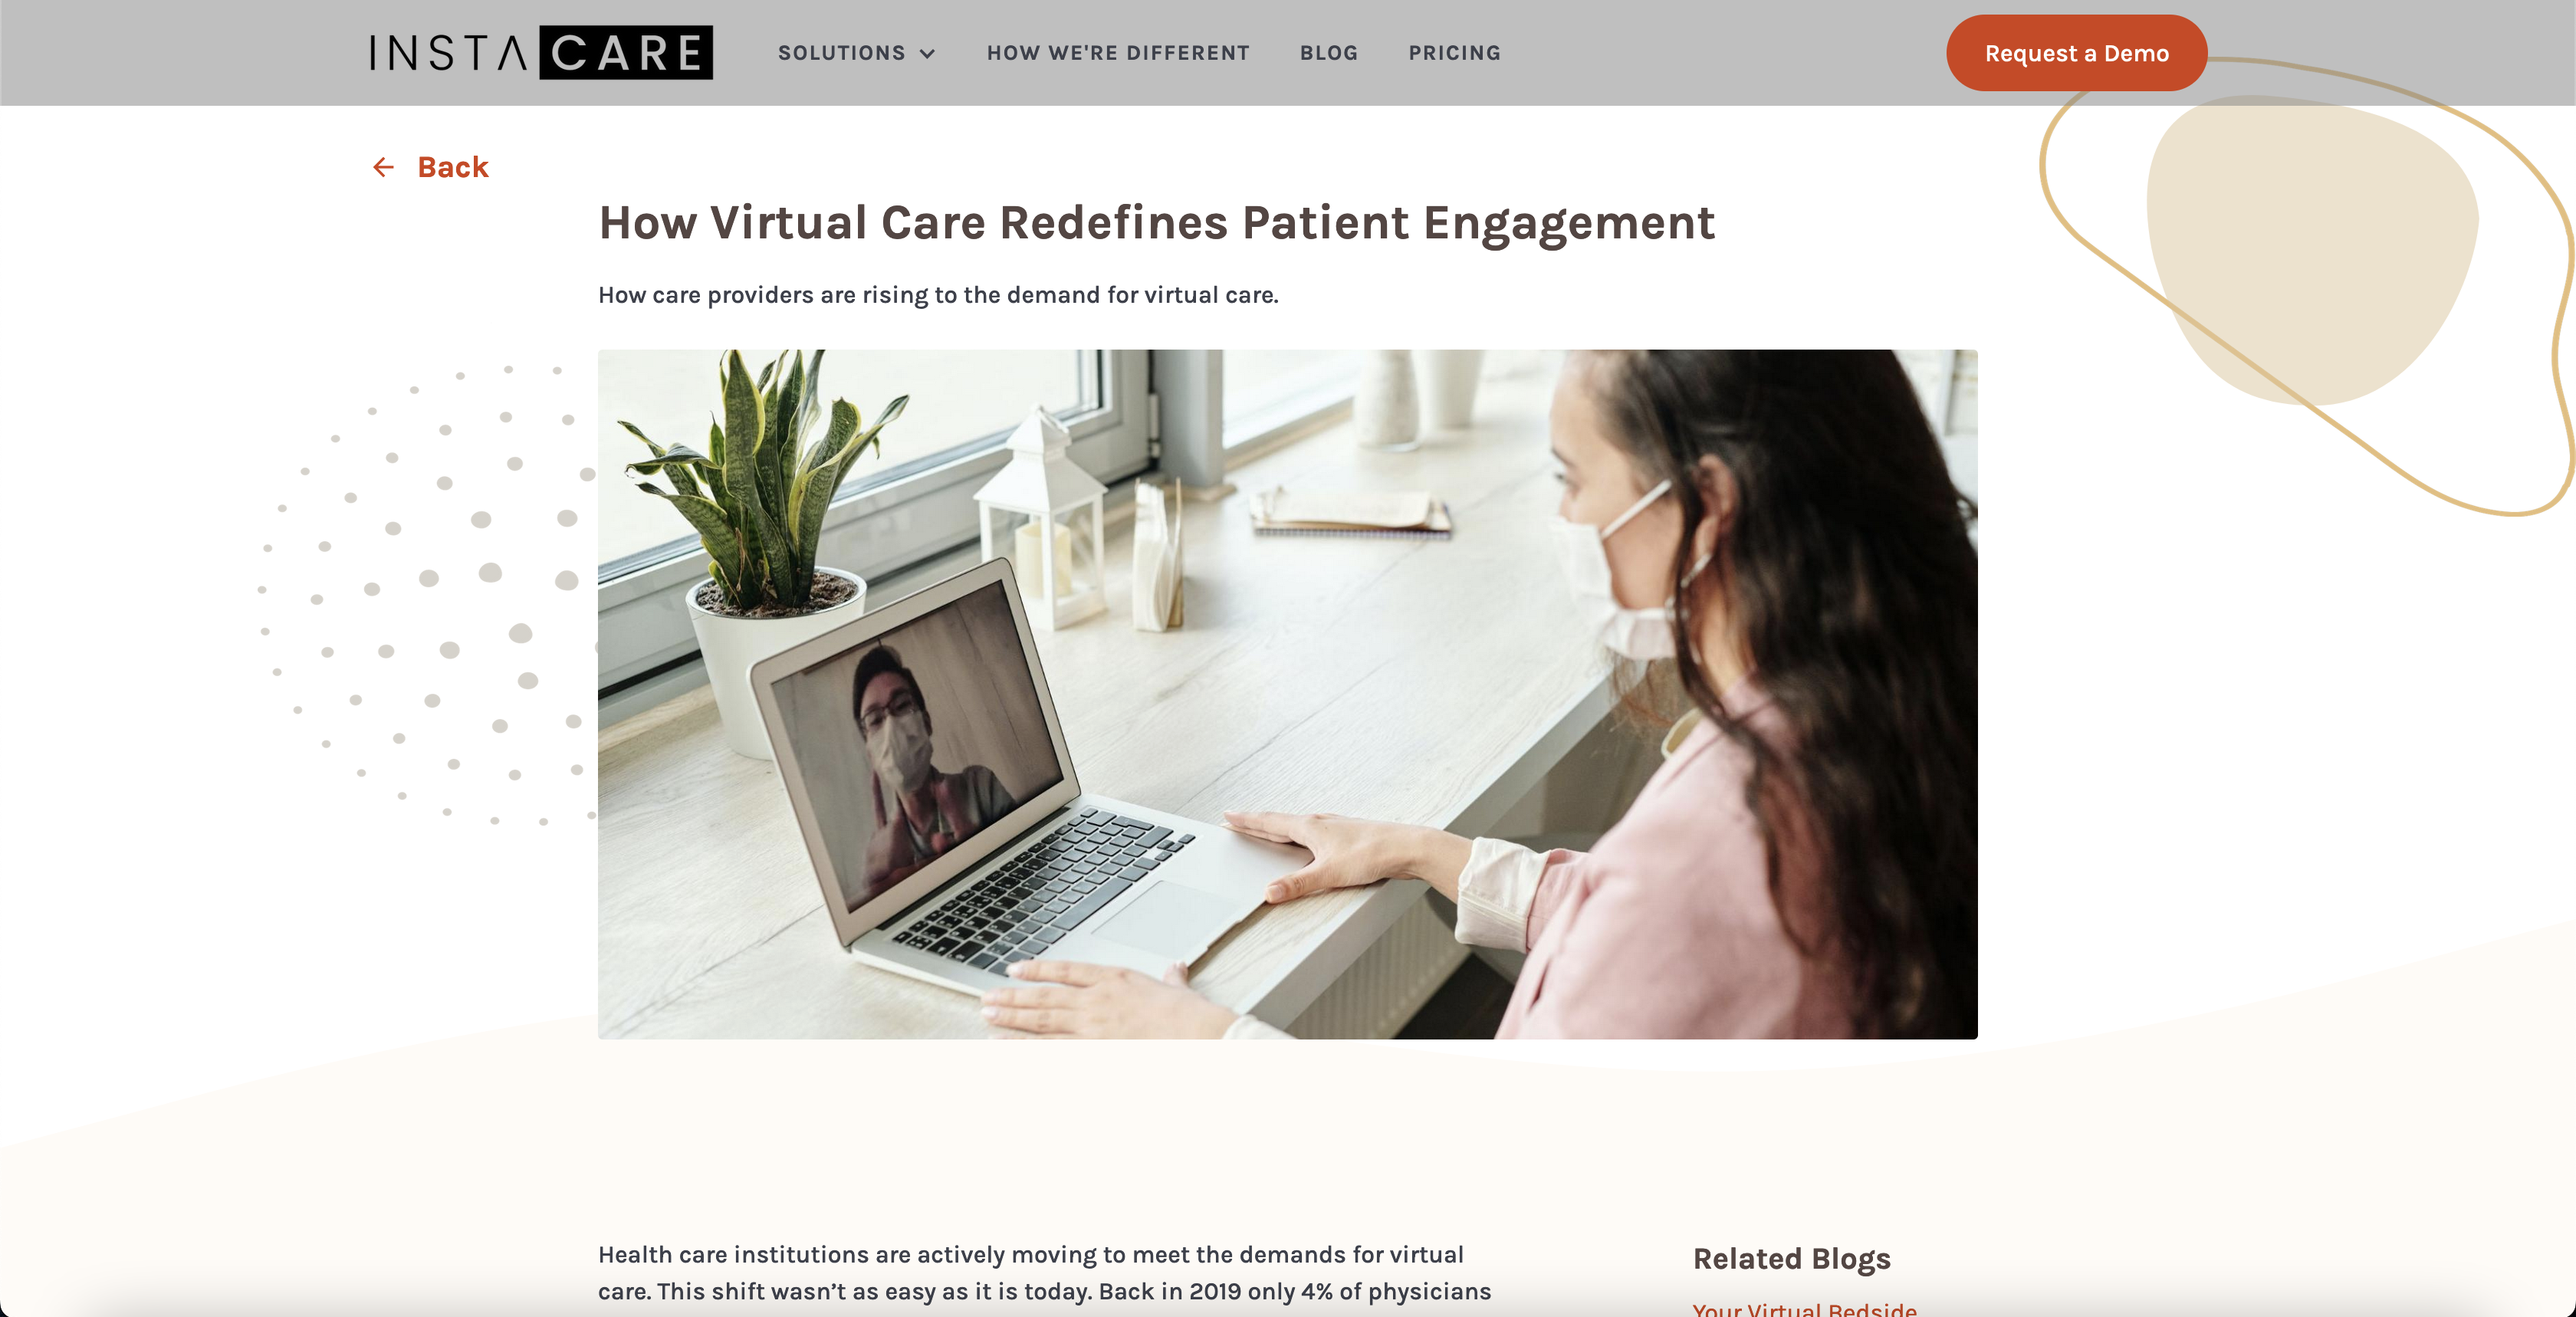 INSTACARE
SOLUTIONS
HOW WE'RE DIFFERENT
BLOG
PRICING
Request a Demo
Back
How Virtual Care Redefines Patient Engagement
How care providers are rising to the demand for virtual care.
Health care institutions are actively moving to meet the demands for virtual
care. This shift wasn’t as easy as it is today. Back in 2019 only 4% of physicians
Related Blogs
Your Virtual Bedside